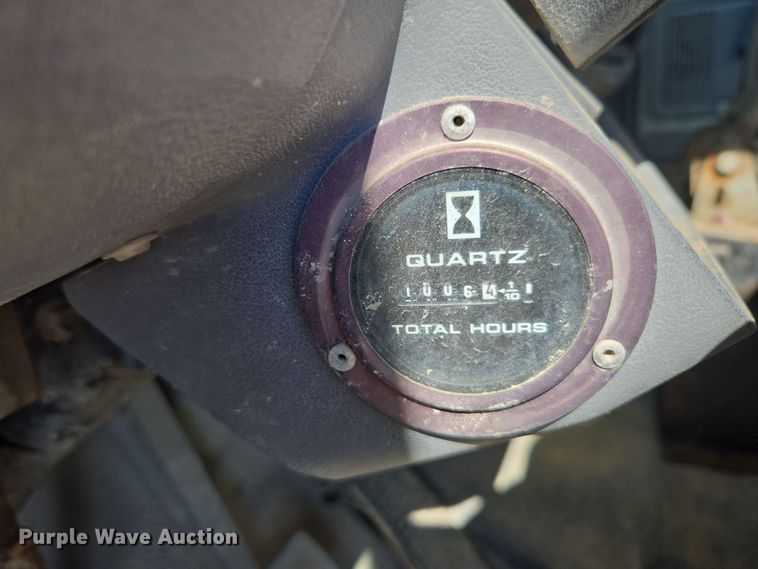 QUARTZ
1 0 0 6 4 1/10
TOTAL HOURS
Purple Wave Auction®